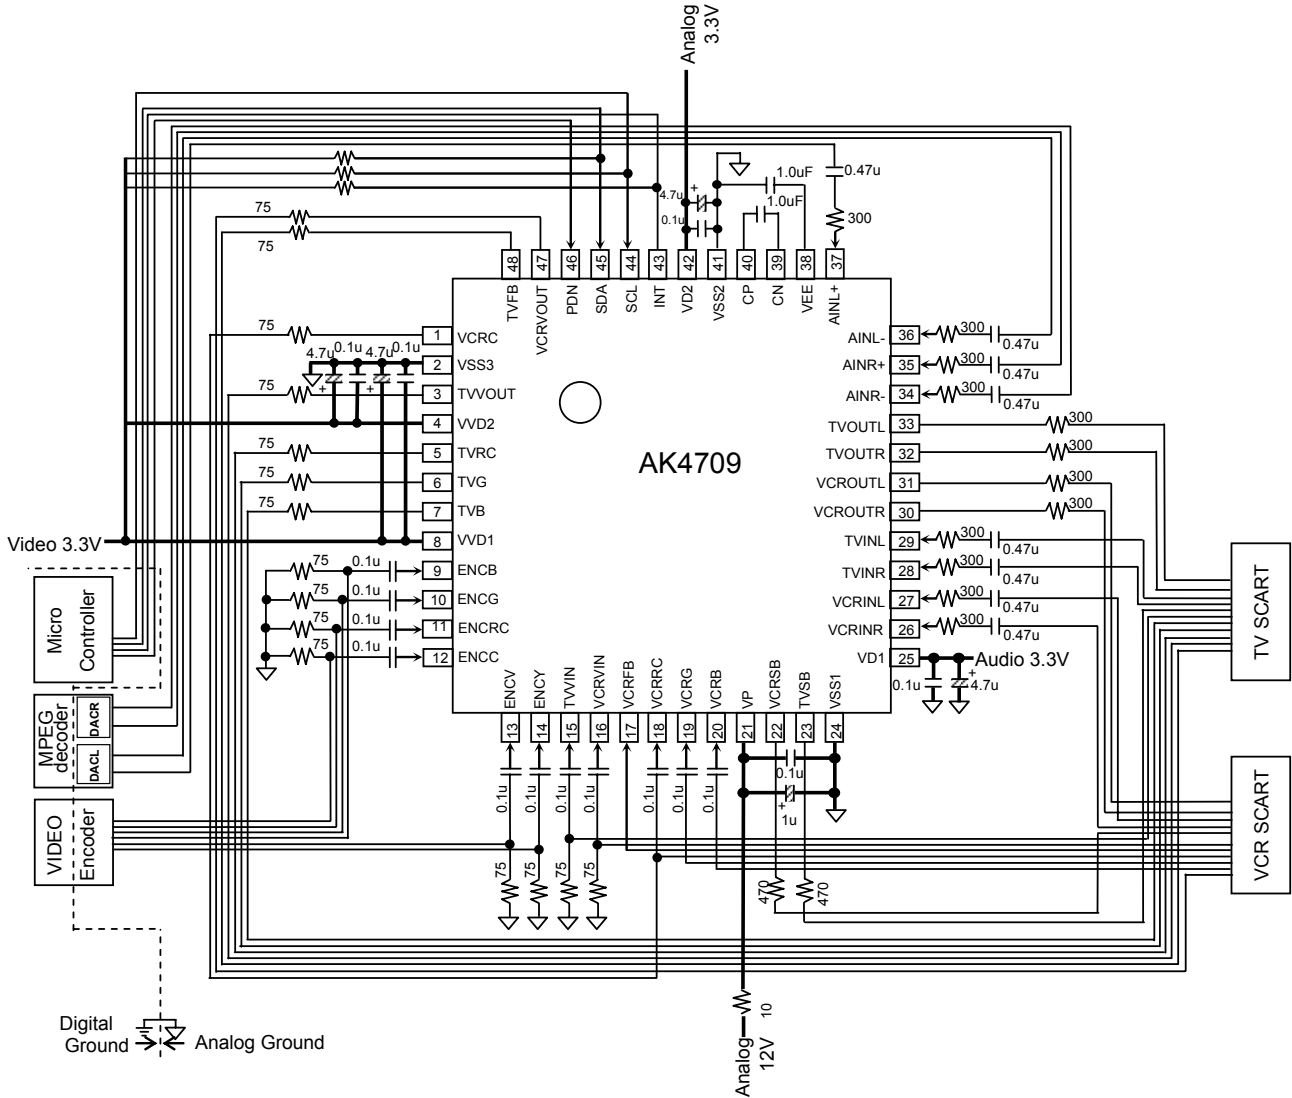 Analog
3.3V
0.47u
1.0uF
1.0uF
4.7u
+
0.1u
300
75
75
48
47
46
45
44
43
42
41
40
39
38
37
TVFB
VCRVOUT
PDN
SDA
SCL
INT
VD2
VSS2
CP
CN
VEE
AINL+
75
1
VCRC
4.7u
0.1u
4.7u
0.1u
+
+
2
VSS3
75
3
TVVOUT
4
VVD2
75
5
TVRC
75
6
TVG
75
7
TVB
Video 3.3V
8
VVD1
75
0.1u
9
ENCB
75
0.1u
10
ENCG
75
0.1u
11
ENCRC
75
0.1u
12
ENCC
AK4709
AINL-
36
300
0.47u
AINR+
35
300
0.47u
AINR-
34
300
0.47u
TVOUTL
33
300
TVOUTR
32
300
VCROUTL
31
300
VCROUTR
30
300
TVINL
29
300
0.47u
TVINR
28
300
0.47u
VCRINL
27
300
0.47u
VCRINR
26
300
0.47u
VD1
25
Audio 3.3V
0.1u
+
4.7u
ENCV
ENCY
TVVIN
VCRVIN
VCRFB
VCRRC
VCRG
VCRB
VP
VCRSB
TVSB
VSS1
13
14
15
16
17
18
19
20
21
22
23
24
0.1u
0.1u
0.1u
0.1u
0.1u
0.1u
0.1u
0.1u
+
1u
75
75
75
75
470
470
10
Analog
12V
Micro
Controller
MPEG
decoder
DACR
DACL
VIDEO
Encoder
TV SCART
VCR SCART
Digital
Ground
Analog Ground